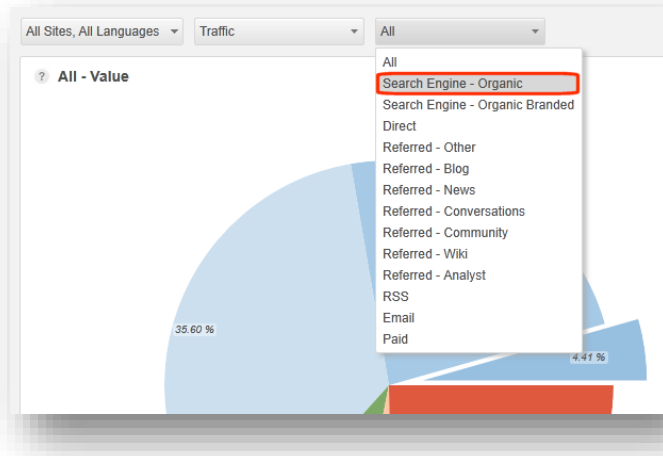 All Sites, All Languages
Traffic
All
? All - Value
All
Search Engine - Organic
Search Engine - Organic Branded
Direct
Referred - Other
Referred - Blog
Referred - News
Referred - Conversations
Referred - Community
Referred - Wiki
Referred - Analyst
RSS
Email
Paid
35.60 %
4.41 %